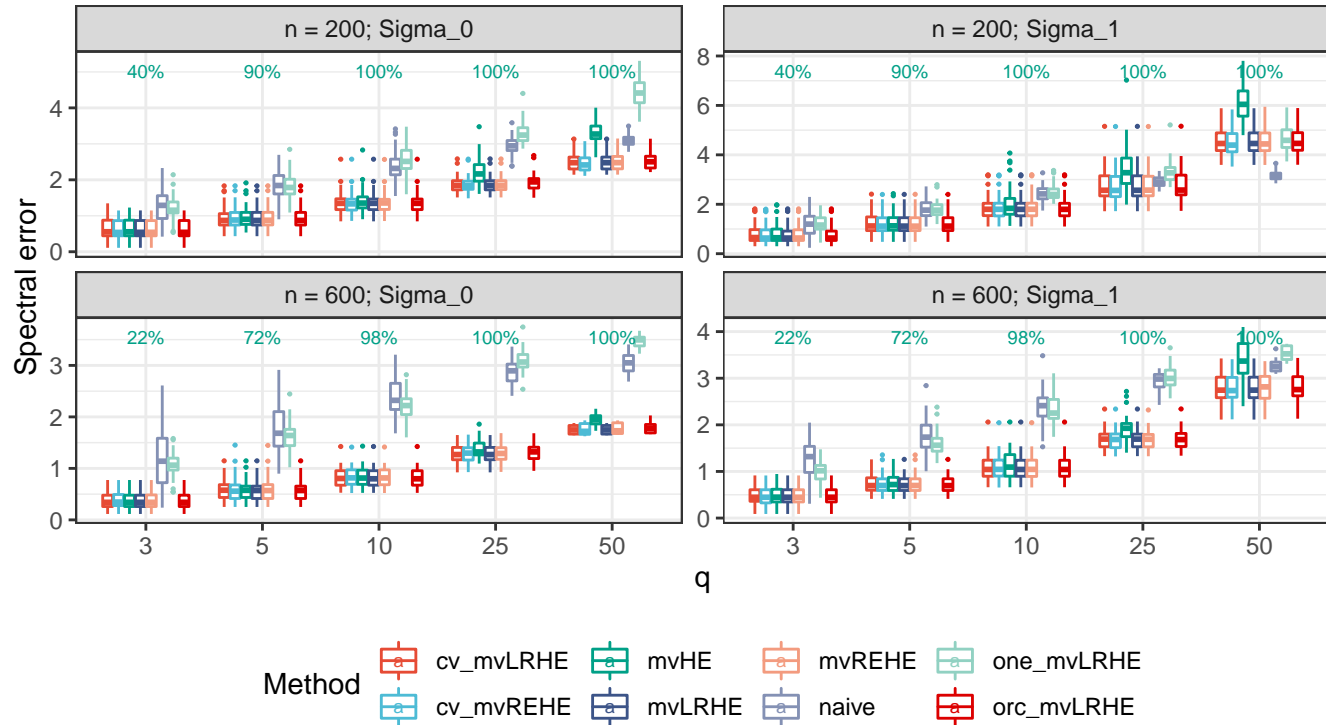 n = 200; Sigma_0
n = 200; Sigma_1
40% 90% 100% 100% 100%
40% 90% 100% 100% 100%
4
2
0
8
6
4
2
0
Spectral error
n = 600; Sigma_0
n = 600; Sigma_1
22% 72% 98% 100% 100%
22% 72% 98% 100% 100%
3
2
1
0
4
3
2
1
0
3 5 10 25 50
3 5 10 25 50
q
Method
a cv_mvLRHE a mvHE a mvREHE a one_mvLRHE
a cv_mvREHE a mvLRHE a naive a orc_mvLRHE